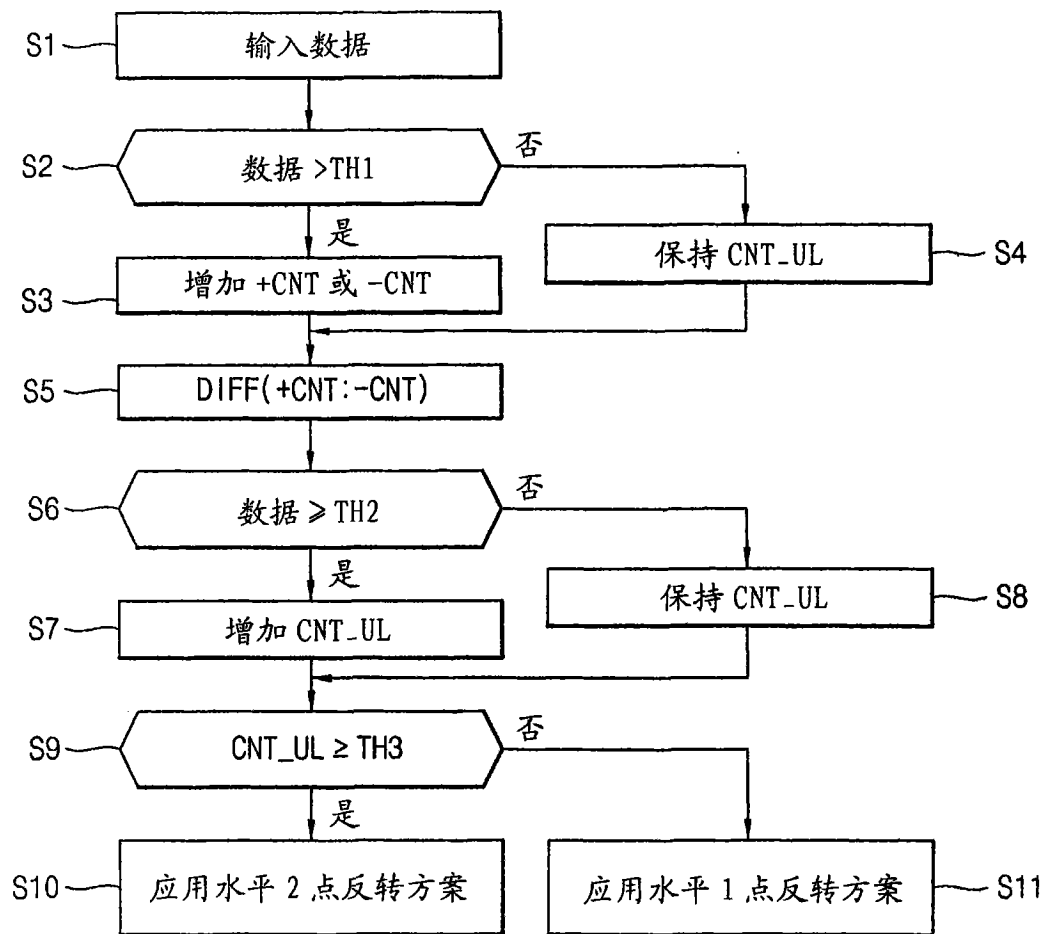 S1
输入数据
S2
数据 >TH1
否
是
S3
增加 +CNT 或 -CNT
保持 CNT_UL
S4
S5
DIFF(+CNT:-CNT)
S6
数据 ≥ TH2
否
是
S7
增加 CNT_UL
保持 CNT_UL
S8
S9
CNT_UL ≥ TH3
否
是
S10
应用水平 2 点反转方案
应用水平 1 点反转方案
S11